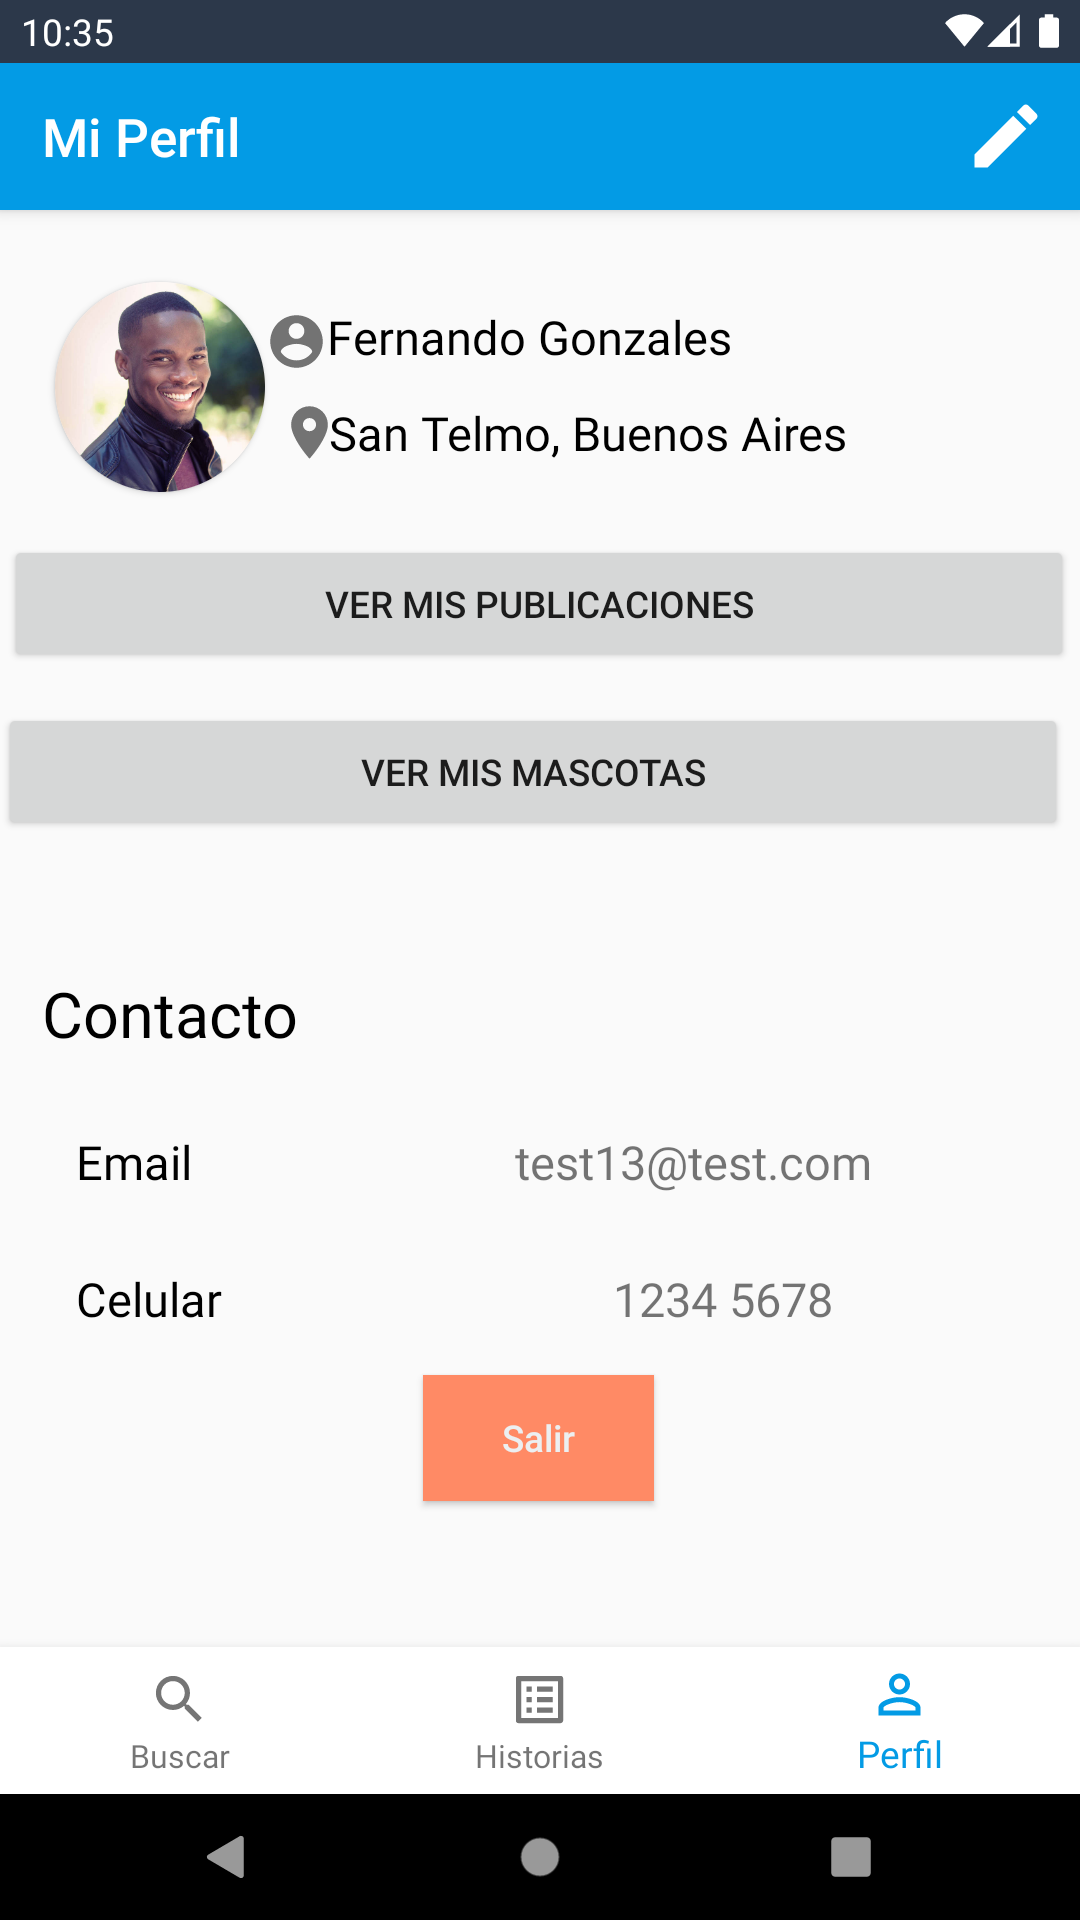 10:35
Mi Perfil
Fernando Gonzales
San Telmo, Buenos Aires
VER MIS PUBLICACIONES
VER MIS MASCOTAS
Contacto
Email test13@test.com
Celular 1234 5678
Salir
Buscar Historias Perfil